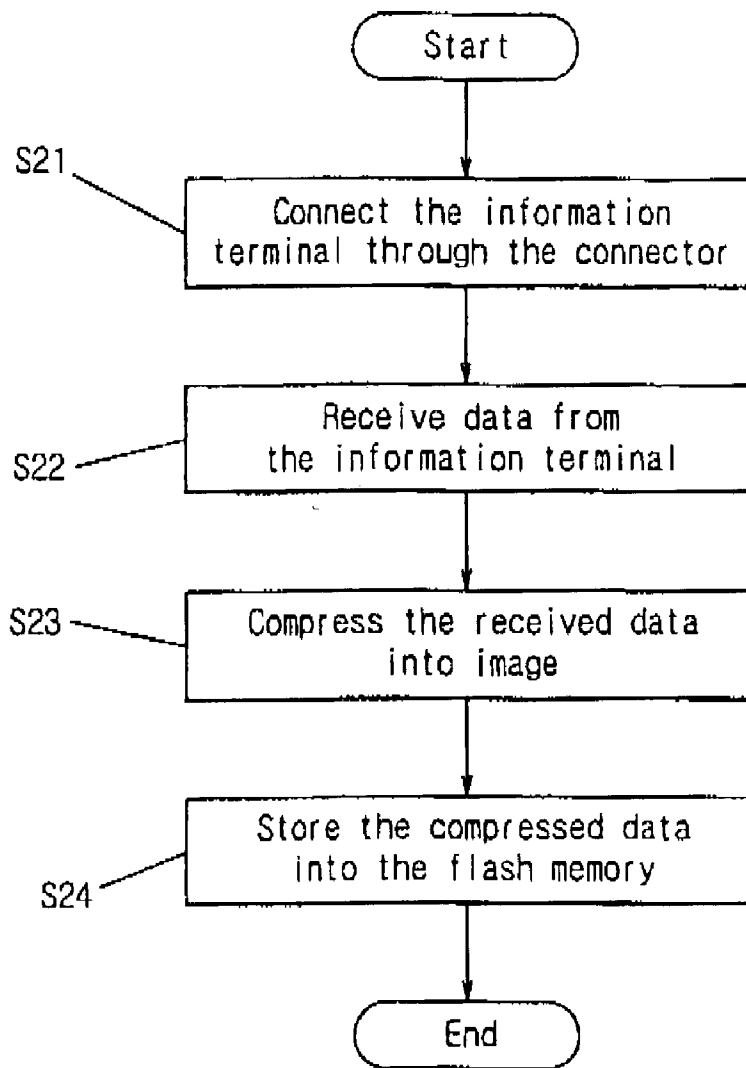 Start
S21
Connect the information
terminal through the connector
Receive data from
the information terminal
S22
S23
Compress the received data
into image
Store the compressed data
into the flash memory
S24
End